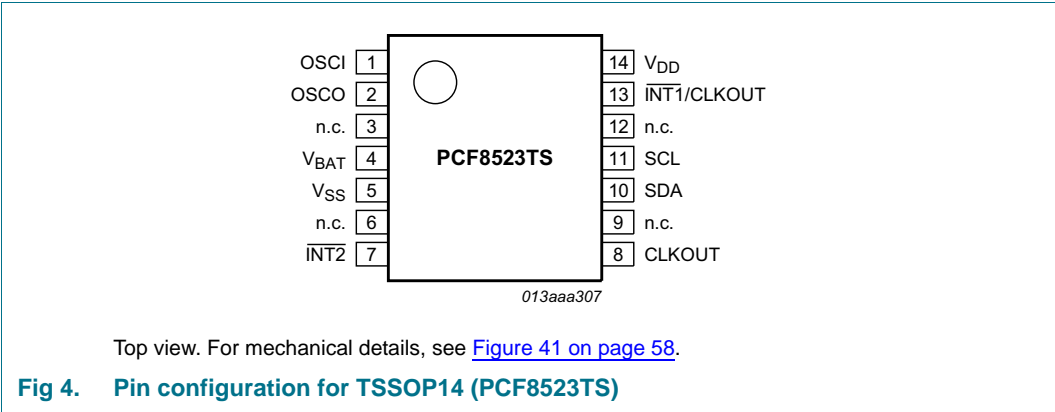 OSCI 1 14 VDD
OSCO 2 13 INT1/CLKOUT
n.c. 3 12 n.c.
VBAT 4 PCF8523TS 11 SCL
VSS 5 10 SDA
n.c. 6 9 n.c.
INT2 7 8 CLKOUT
013aaa307
Top view. For mechanical details, see Figure 41 on page 58.
Fig 4. Pin configuration for TSSOP14 (PCF8523TS)